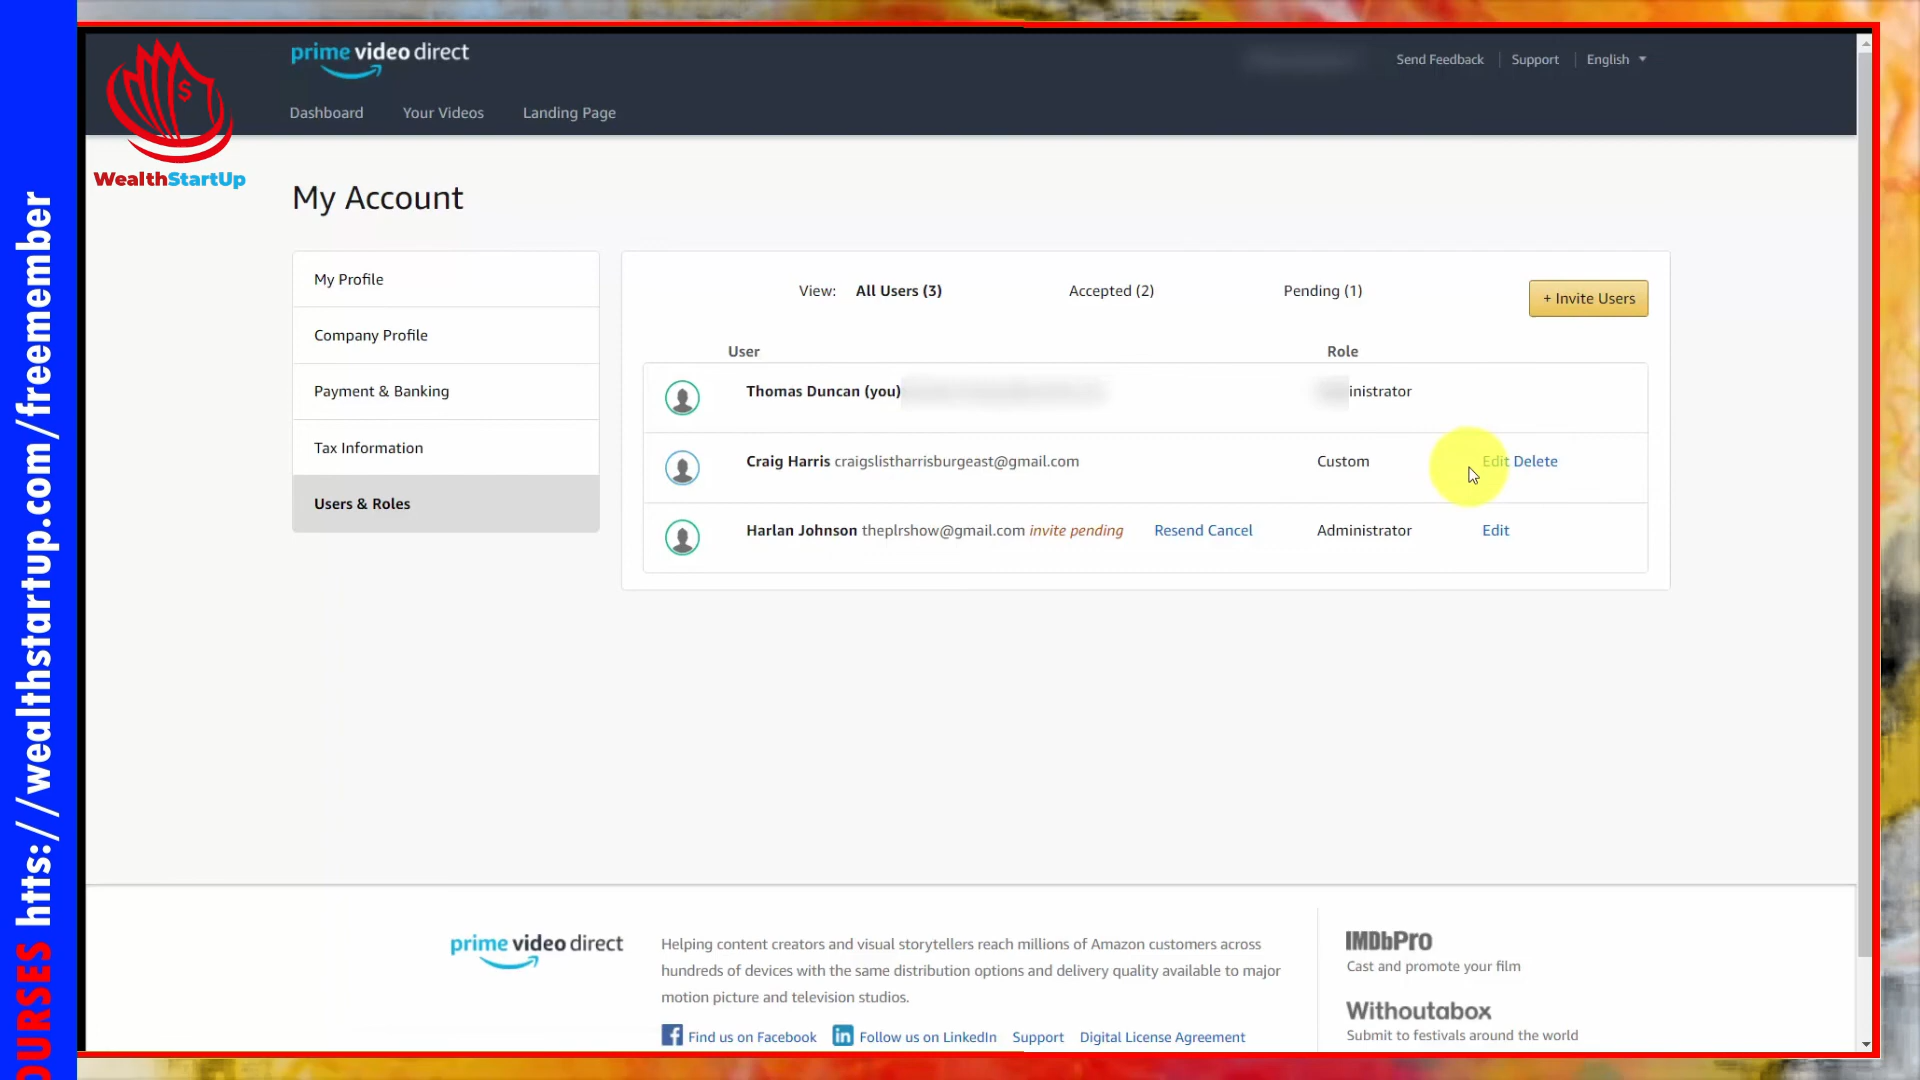 OURSES htts://wealthstartup.com/freemember
WealthStartUp
prime video direct
Send Feedback
Support
English
Dashboard
Your Videos
Landing Page
My Account
My Profile
Company Profile
Payment & Banking
Tax Information
Users & Roles
View: All Users (3) Accepted (2) Pending (1)
+ Invite Users
User Role
Thomas Duncan (you) inistrator
Craig Harris craigslistharrisburgeast@gmail.com Custom Edit Delete
Harlan Johnson theplrshow@gmail.com invite pending Resend Cancel Administrator Edit
prime video direct
Helping content creators and visual storytellers reach millions of Amazon customers across
hundreds of devices with the same distribution options and delivery quality available to major
motion picture and television studios.
Find us on Facebook Follow us on LinkedIn Support Digital License Agreement
IMDbPro
Cast and promote your film
Withoutabox
Submit to festivals around the world